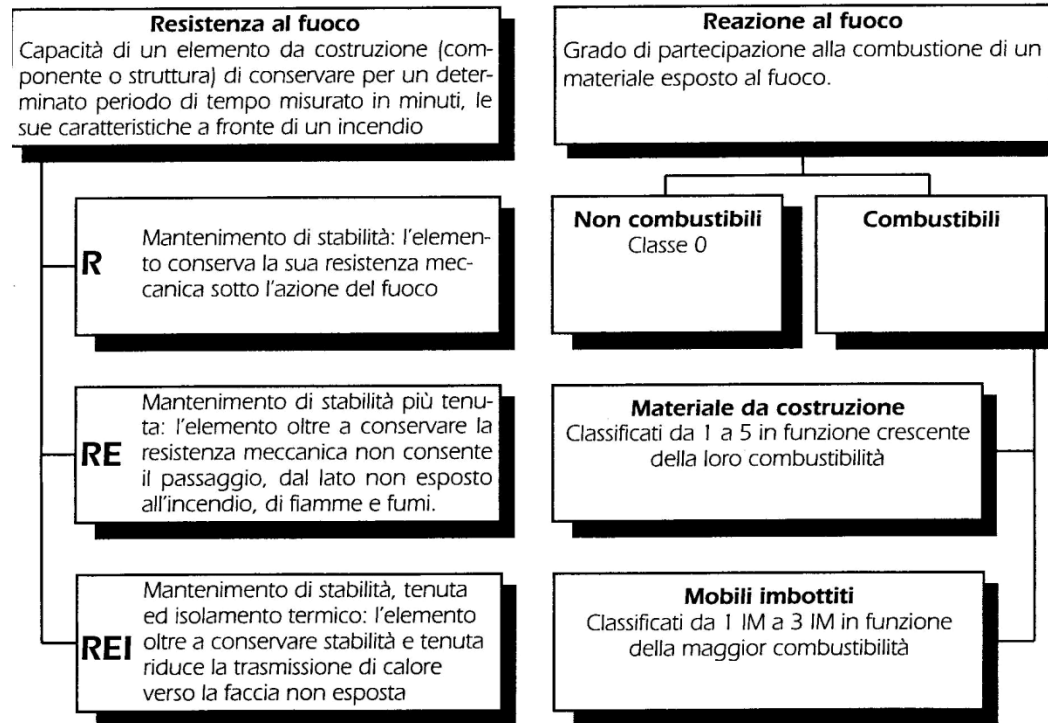 Resistenza al fuoco
Capacità di un elemento da costruzione (com-
ponente o struttura) di conservare per un deter-
minato periodo di tempo misurato in minuti, le
sue caratteristiche a fronte di un incendio
R
Mantenimento di stabilità: l'elemen-
to conserva la sua resistenza mec-
canica sotto l'azione del fuoco
RE
Mantenimento di stabilità più tenu-
ta: l'elemento oltre a conservare la
resistenza meccanica non consente
il passaggio, dal lato non esposto
all'incendio, di fiamme e fumi.
REI
Mantenimento di stabilità, tenuta
ed isolamento termico: l'elemento
oltre a conservare stabilità e tenuta
riduce la trasmissione di calore
verso la faccia non esposta
Reazione al fuoco
Grado di partecipazione alla combustione di un
materiale esposto al fuoco.
Non combustibili
Classe 0
Combustibili
Materiale da costruzione
Classificati da 1 a 5 in funzione crescente
della loro combustibilità
Mobili imbottiti
Classificati da 1 IM a 3 IM in funzione
della maggior combustibilità